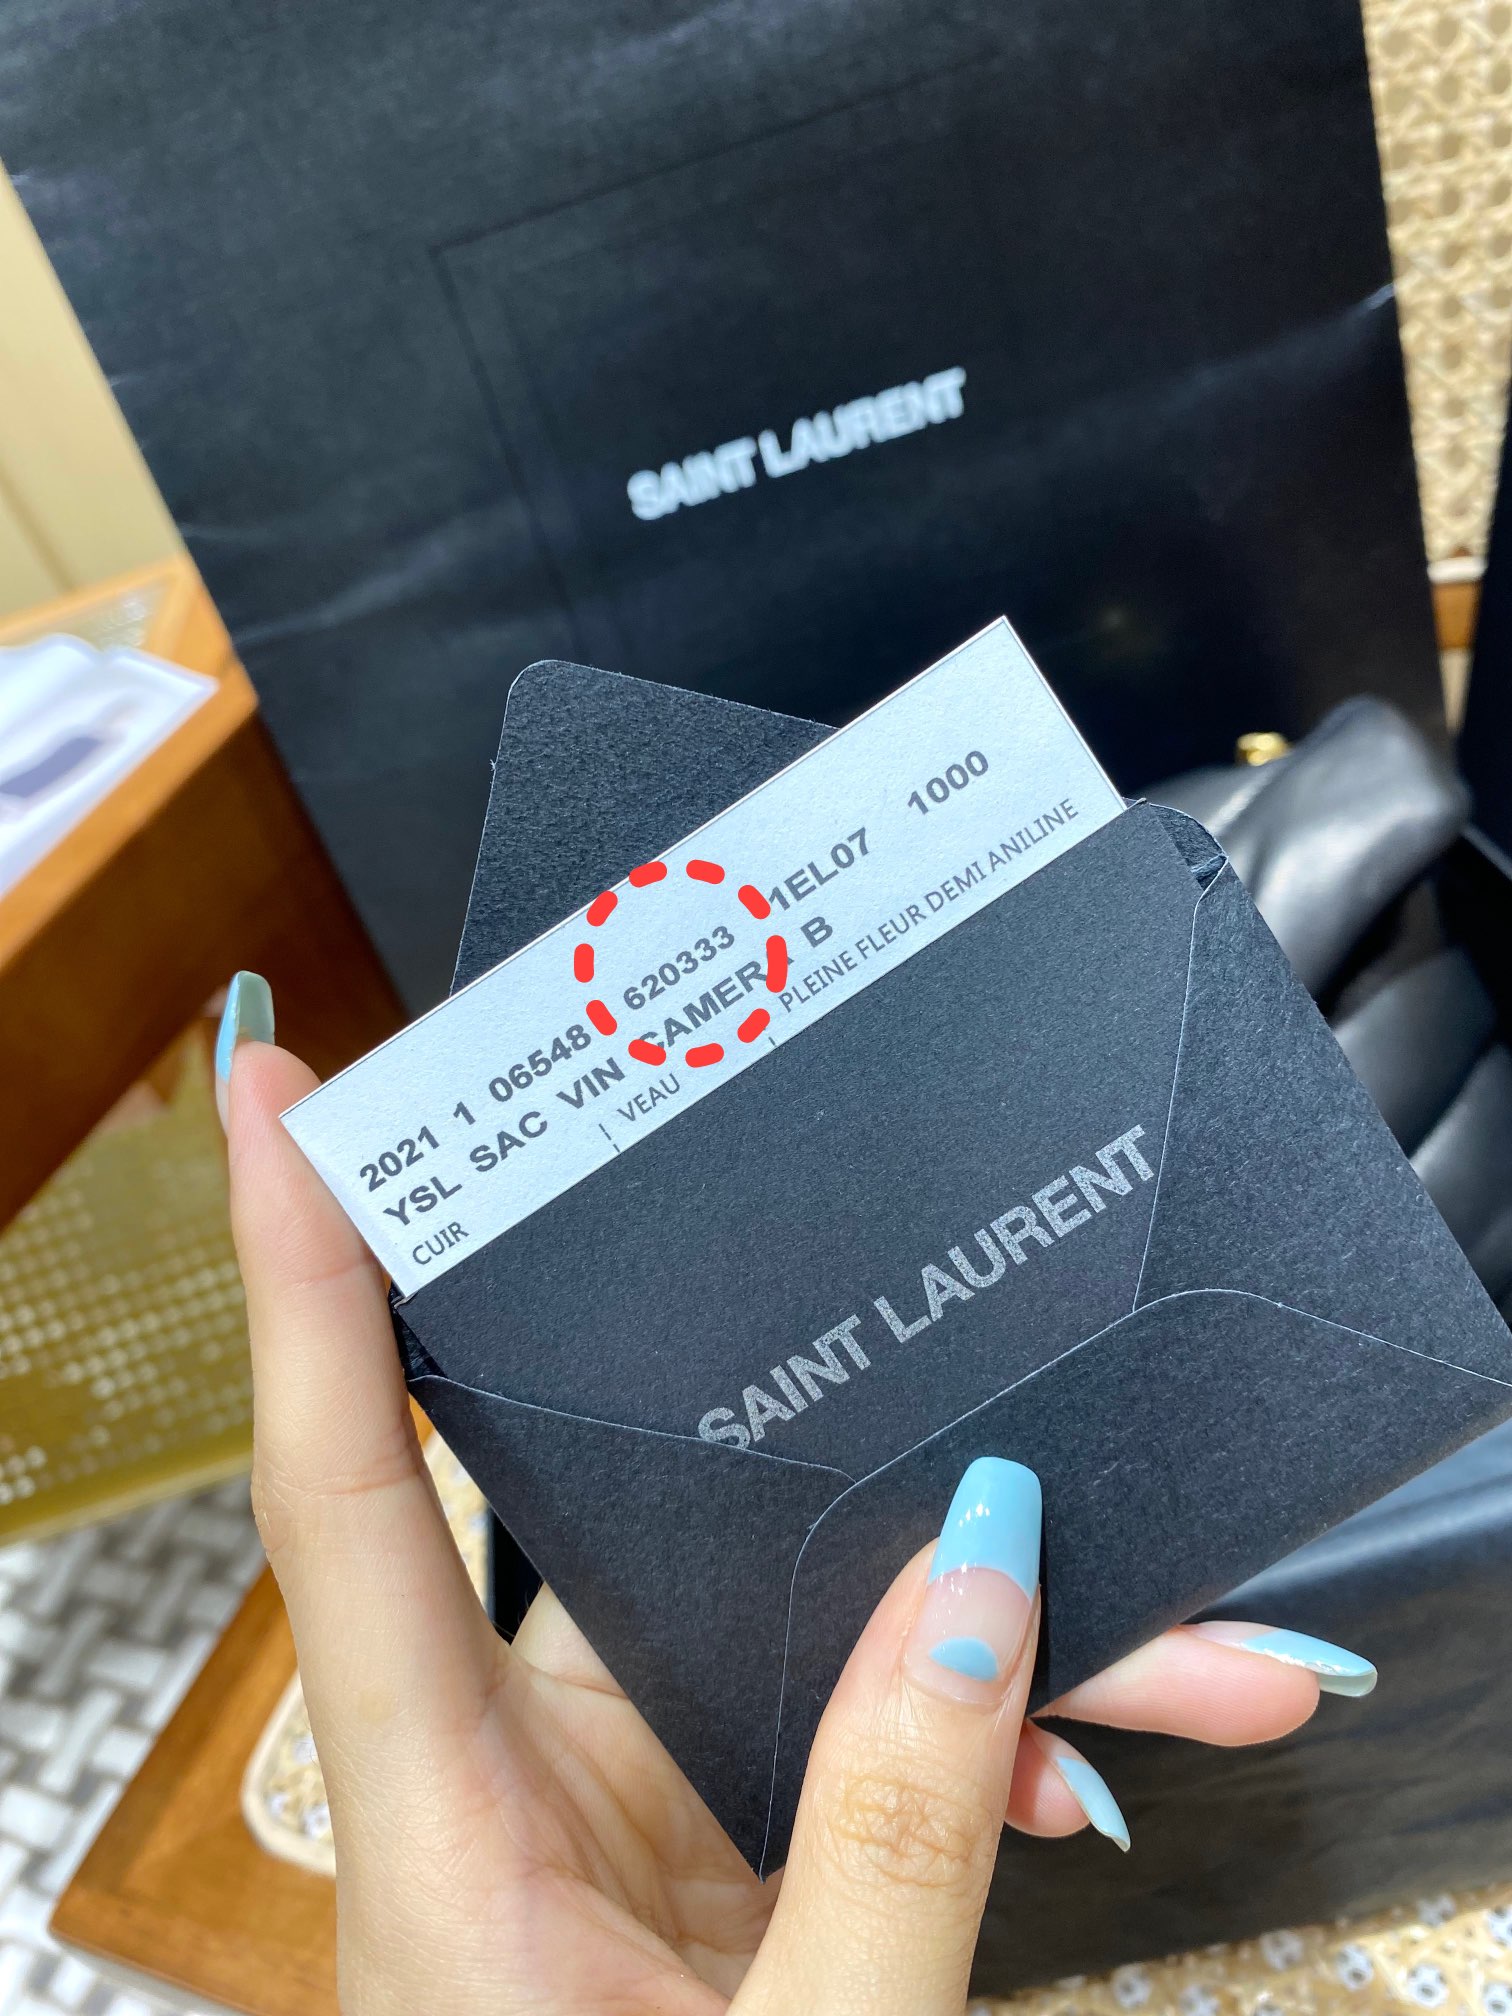 SAINT LAURENT
2021 1 06548 620333 1EL07 1000
YSL SAC VIN CAMERA B
CUIR | VEAU | PLEINE FLEUR DEMI ANILINE
SAINT LAURENT